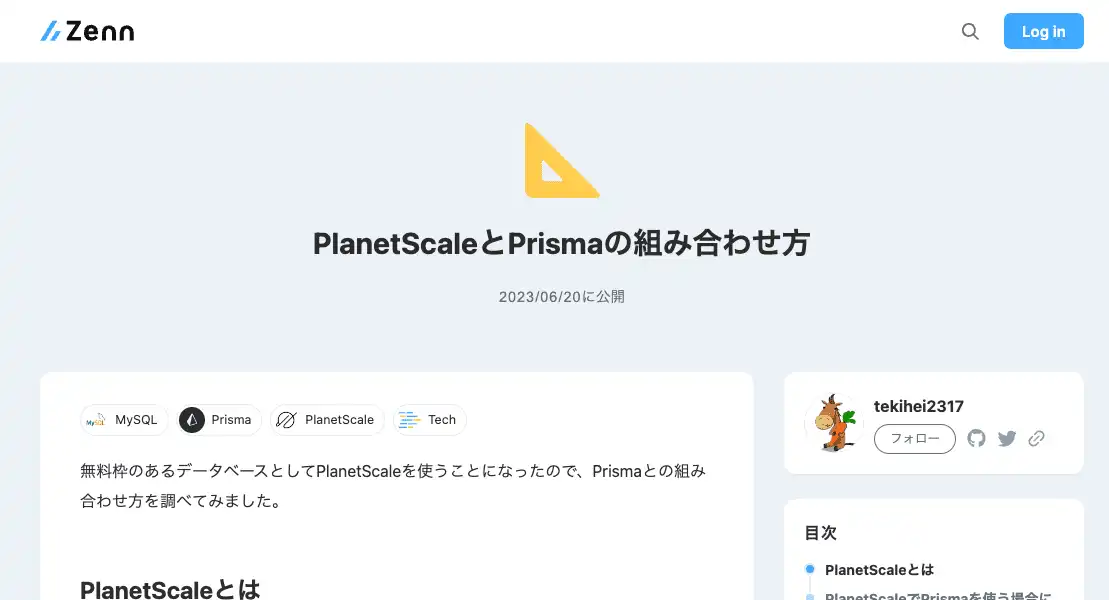 Zenn
Log in
PlanetScaleとPrismaの組み合わせ方
2023/06/20に公開
MySQL
MySQL
Prisma
PlanetScale
Tech
無料枠のあるデータベースとしてPlanetScaleを使うことになったので、Prismaとの組み
合わせ方を調べてみました。
PlanetScaleとは
tekihei2317
フォロー
目次
PlanetScaleとは
PlanetScaleでPrismaを使う場合に